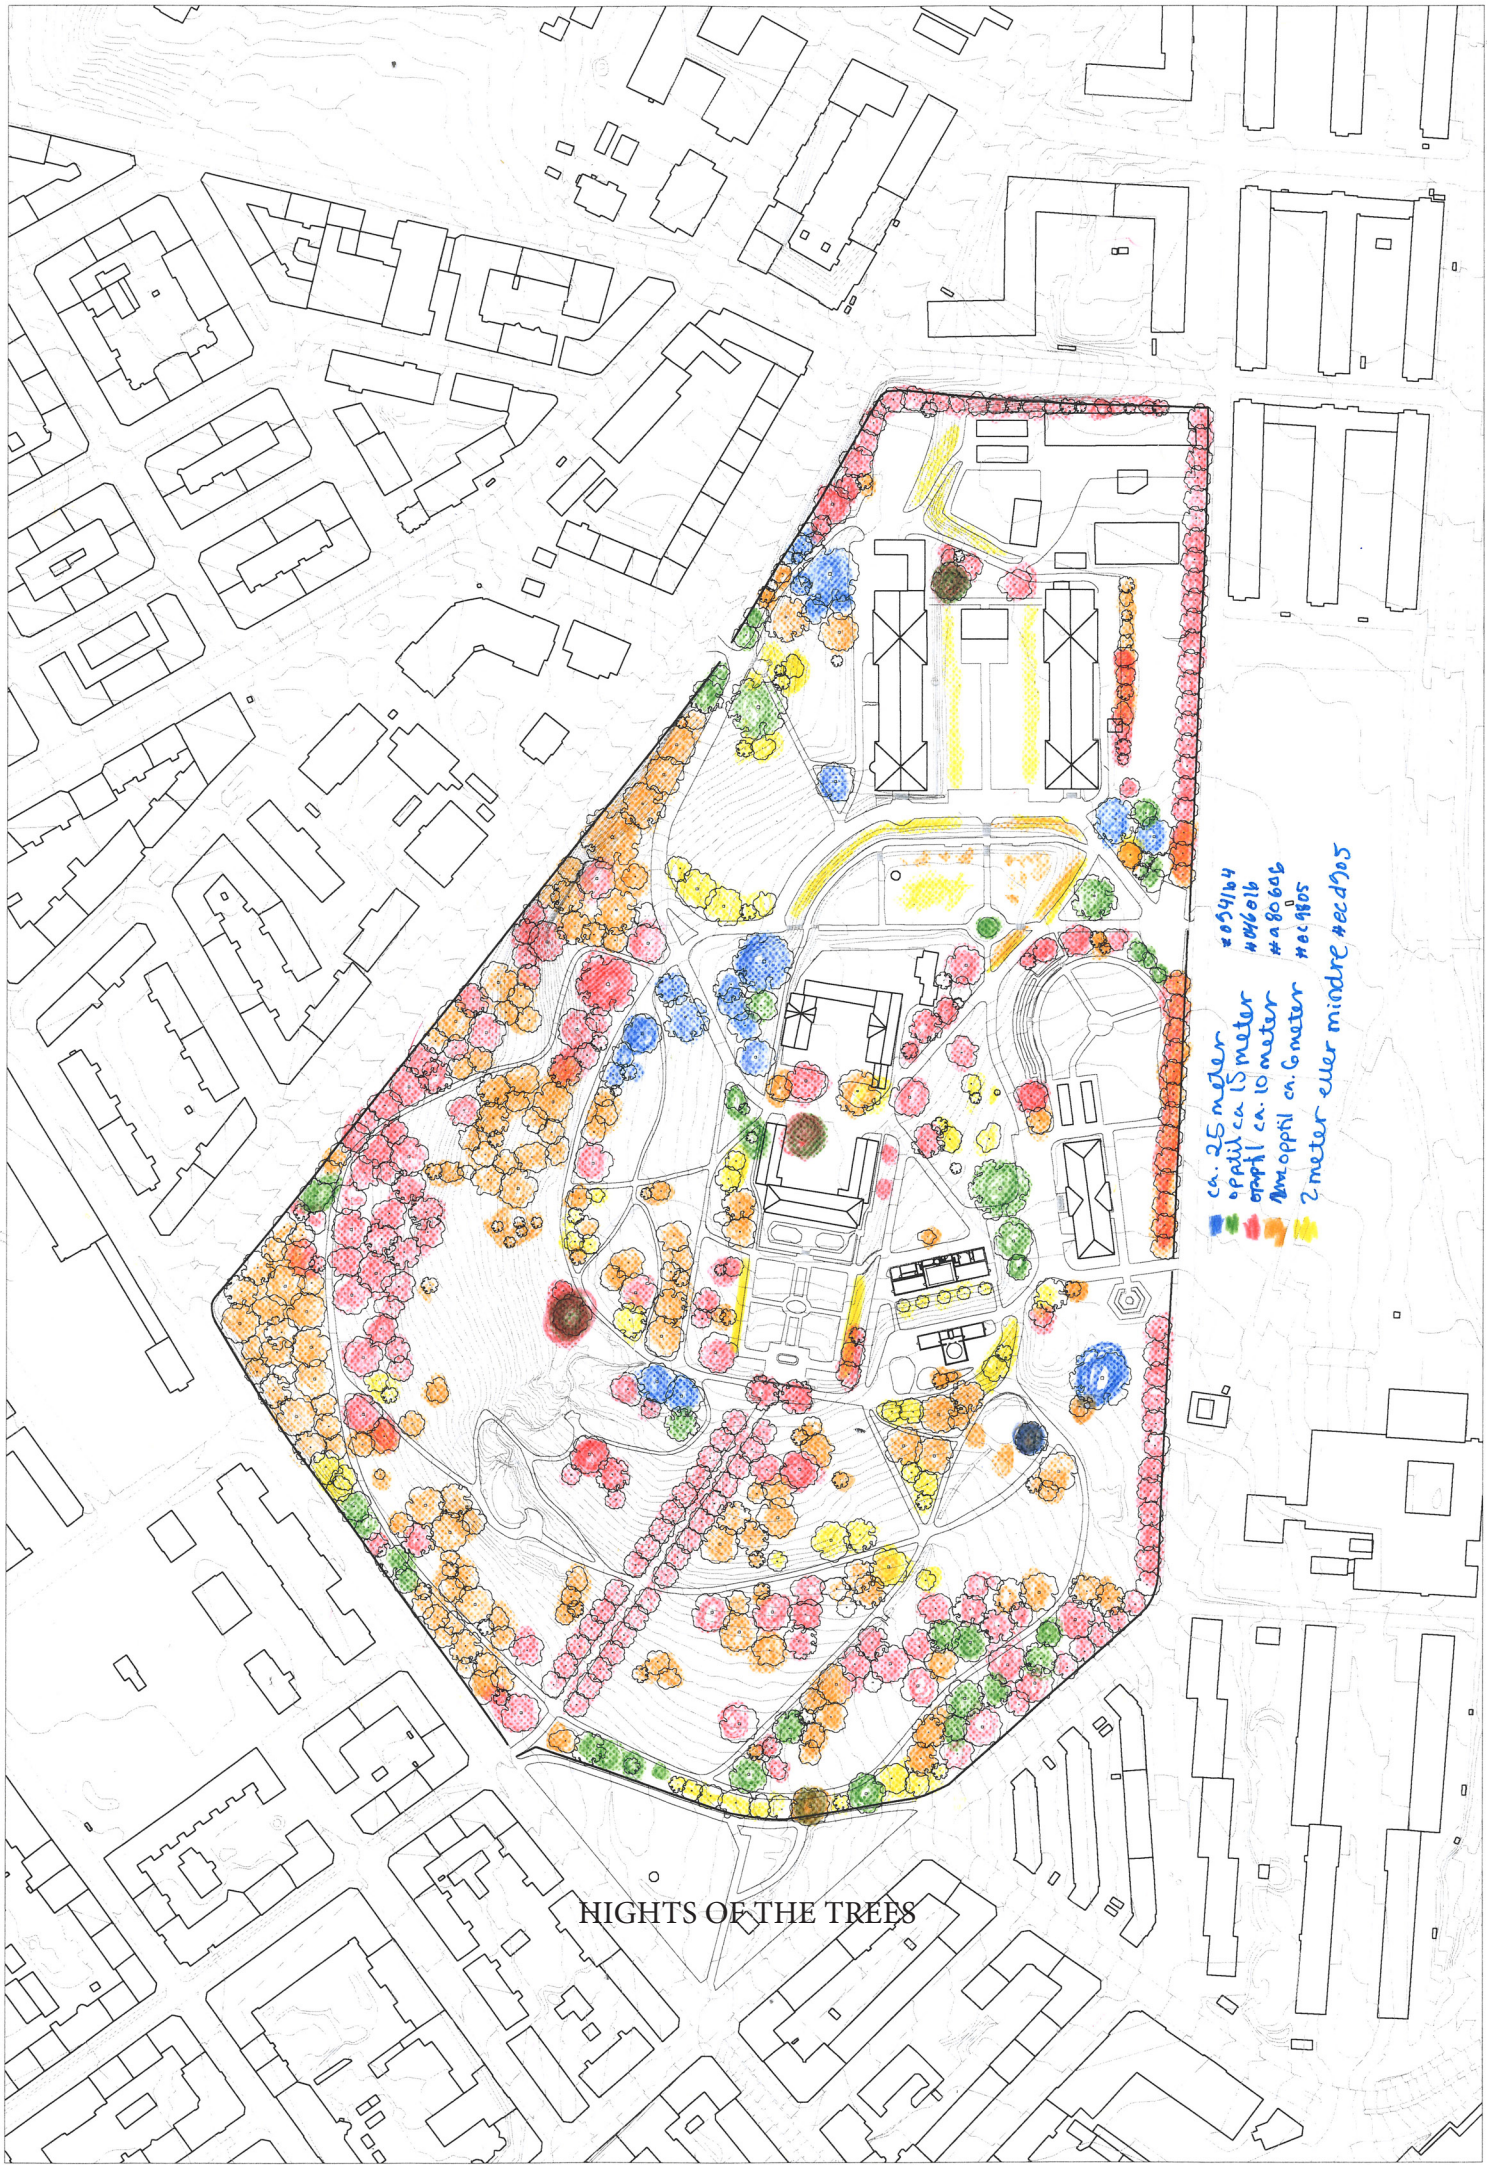 ca. 25 meter #034164
opptil ca 15 meter #046016
opptil ca. 10 meter #a80606
opptil ca. 6 meter
2 meter eller mindre #ecd905
HIGHTS OF THE TREES